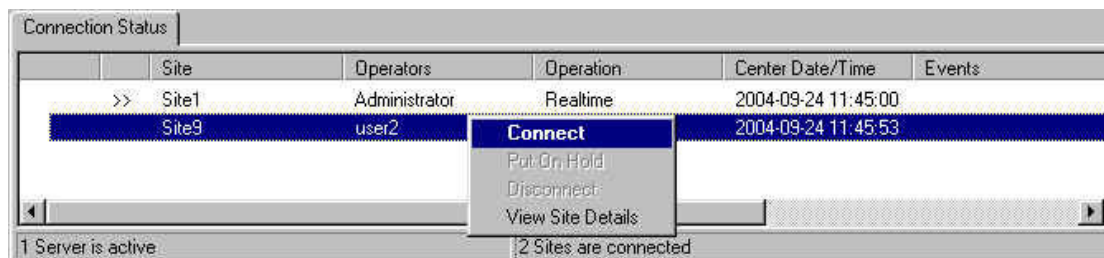 Connection Status
Site Operators Operation Center Date/Time Events
>> Site1 Administrator Realtime 2004-09-24 11:45:00
Site9 user2 2004-09-24 11:45:53
Connect
Put On Hold
Disconnect
View Site Details
1 Server is active 2 Sites are connected